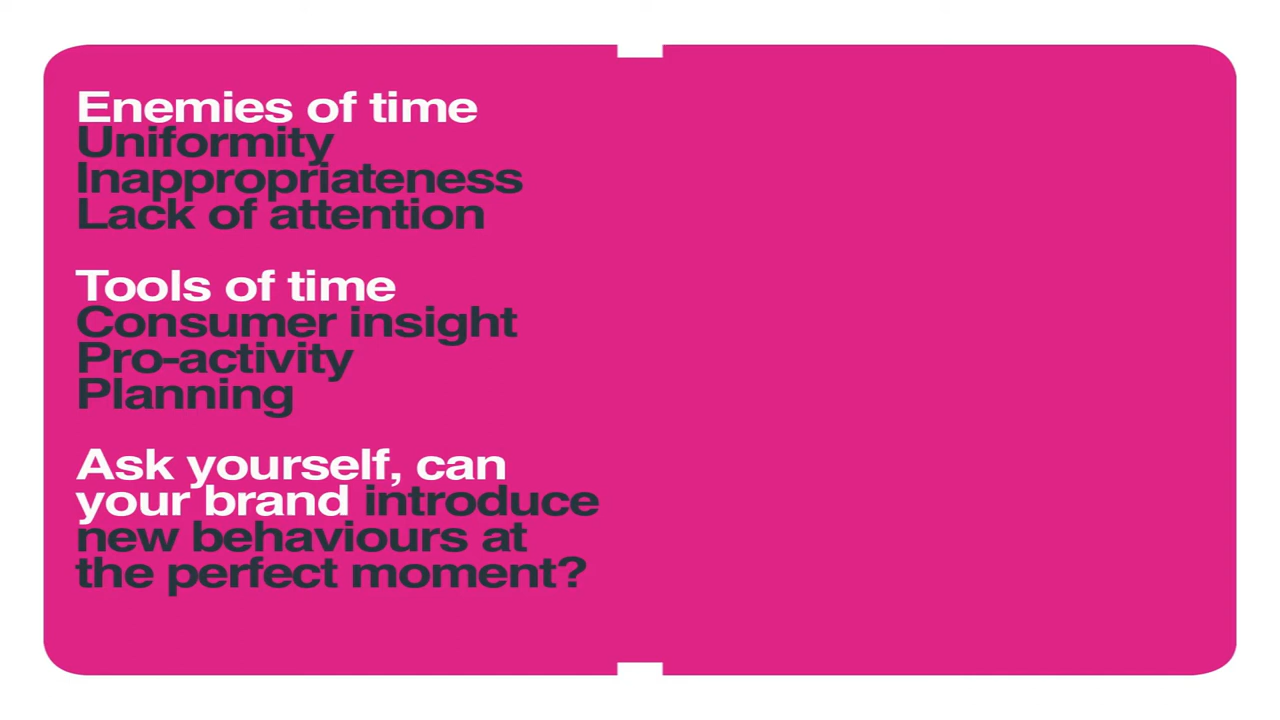 Enemies of time
Uniformity
Inappropriateness
Lack of attention
Tools of time
Consumer insight
Pro-activity
Planning
Ask yourself, can
your brand introduce
new behaviours at
the perfect moment?